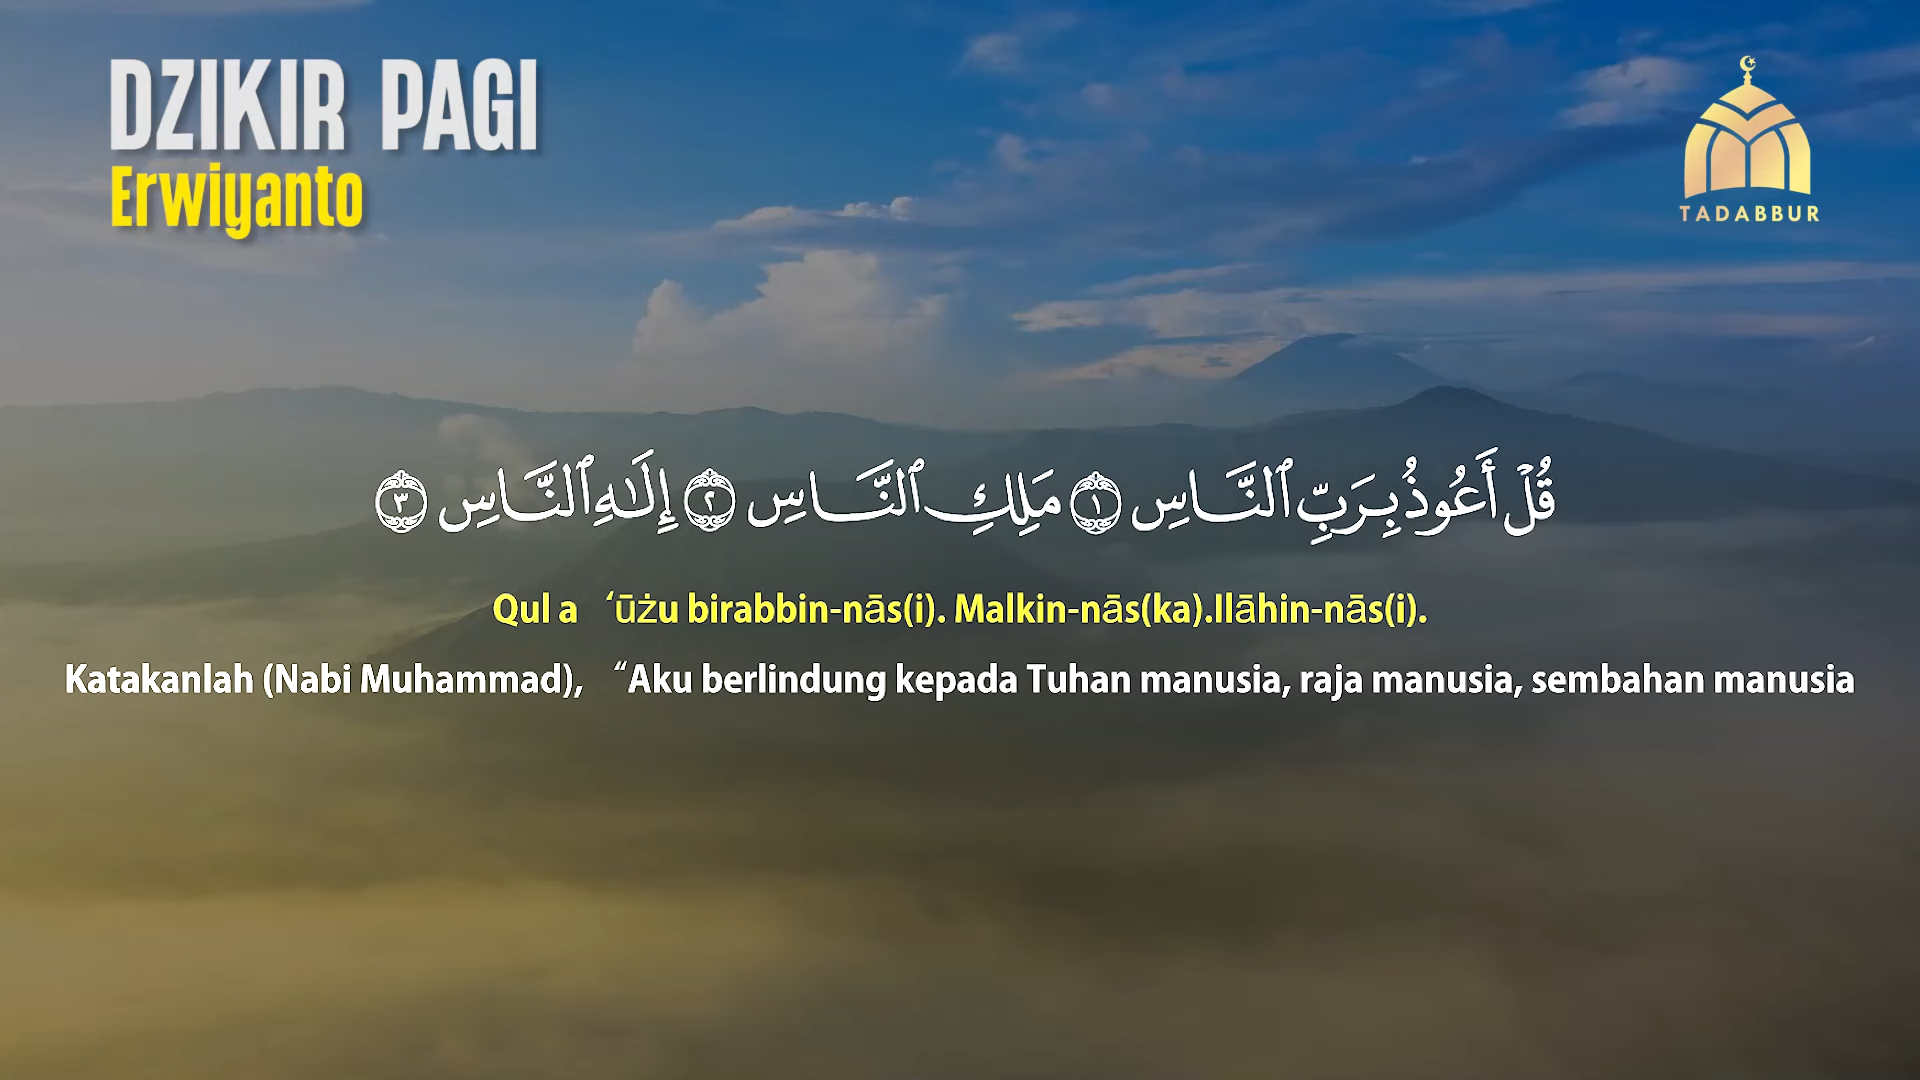 DZIKIR PAGI
Erwiyanto
TADABBUR
قُلْ أَعُوذُ بِرَبِّ ٱلنَّاسِ ١ مَلِكِ ٱلنَّاسِ ٢ إِلَٰهِ ٱلنَّاسِ ٣
Qul a ‘ūżu birabbin-nās(i). Malkin-nās(ka).Ilāhin-nās(i).
Katakanlah (Nabi Muhammad), “Aku berlindung kepada Tuhan manusia, raja manusia, sembahan manusia